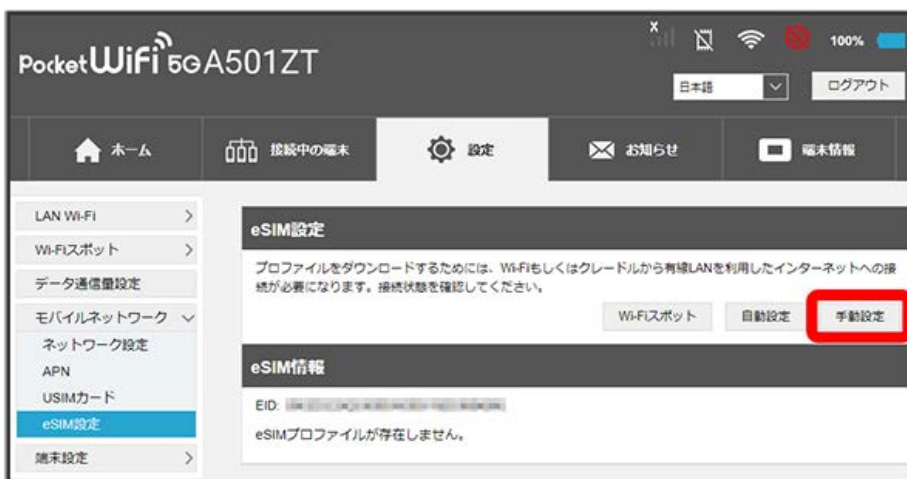 Pocket WiFi 5G A501ZT
100%
日本語
ログアウト
ホーム
接続中の端末
設定
お知らせ
端末情報
LAN Wi-Fi
Wi-Fiスポット
データ通信量設定
モバイルネットワーク
ネットワーク設定
APN
USIMカード
eSIM設定
端末設定
eSIM設定
プロファイルをダウンロードするためには、Wi-Fiもしくはクレードルから有線LANを利用したインターネットへの接
続が必要になります。接続状態を確認してください。
Wi-Fiスポット
自動設定
手動設定
eSIM情報
EID:
eSIMプロファイルが存在しません。